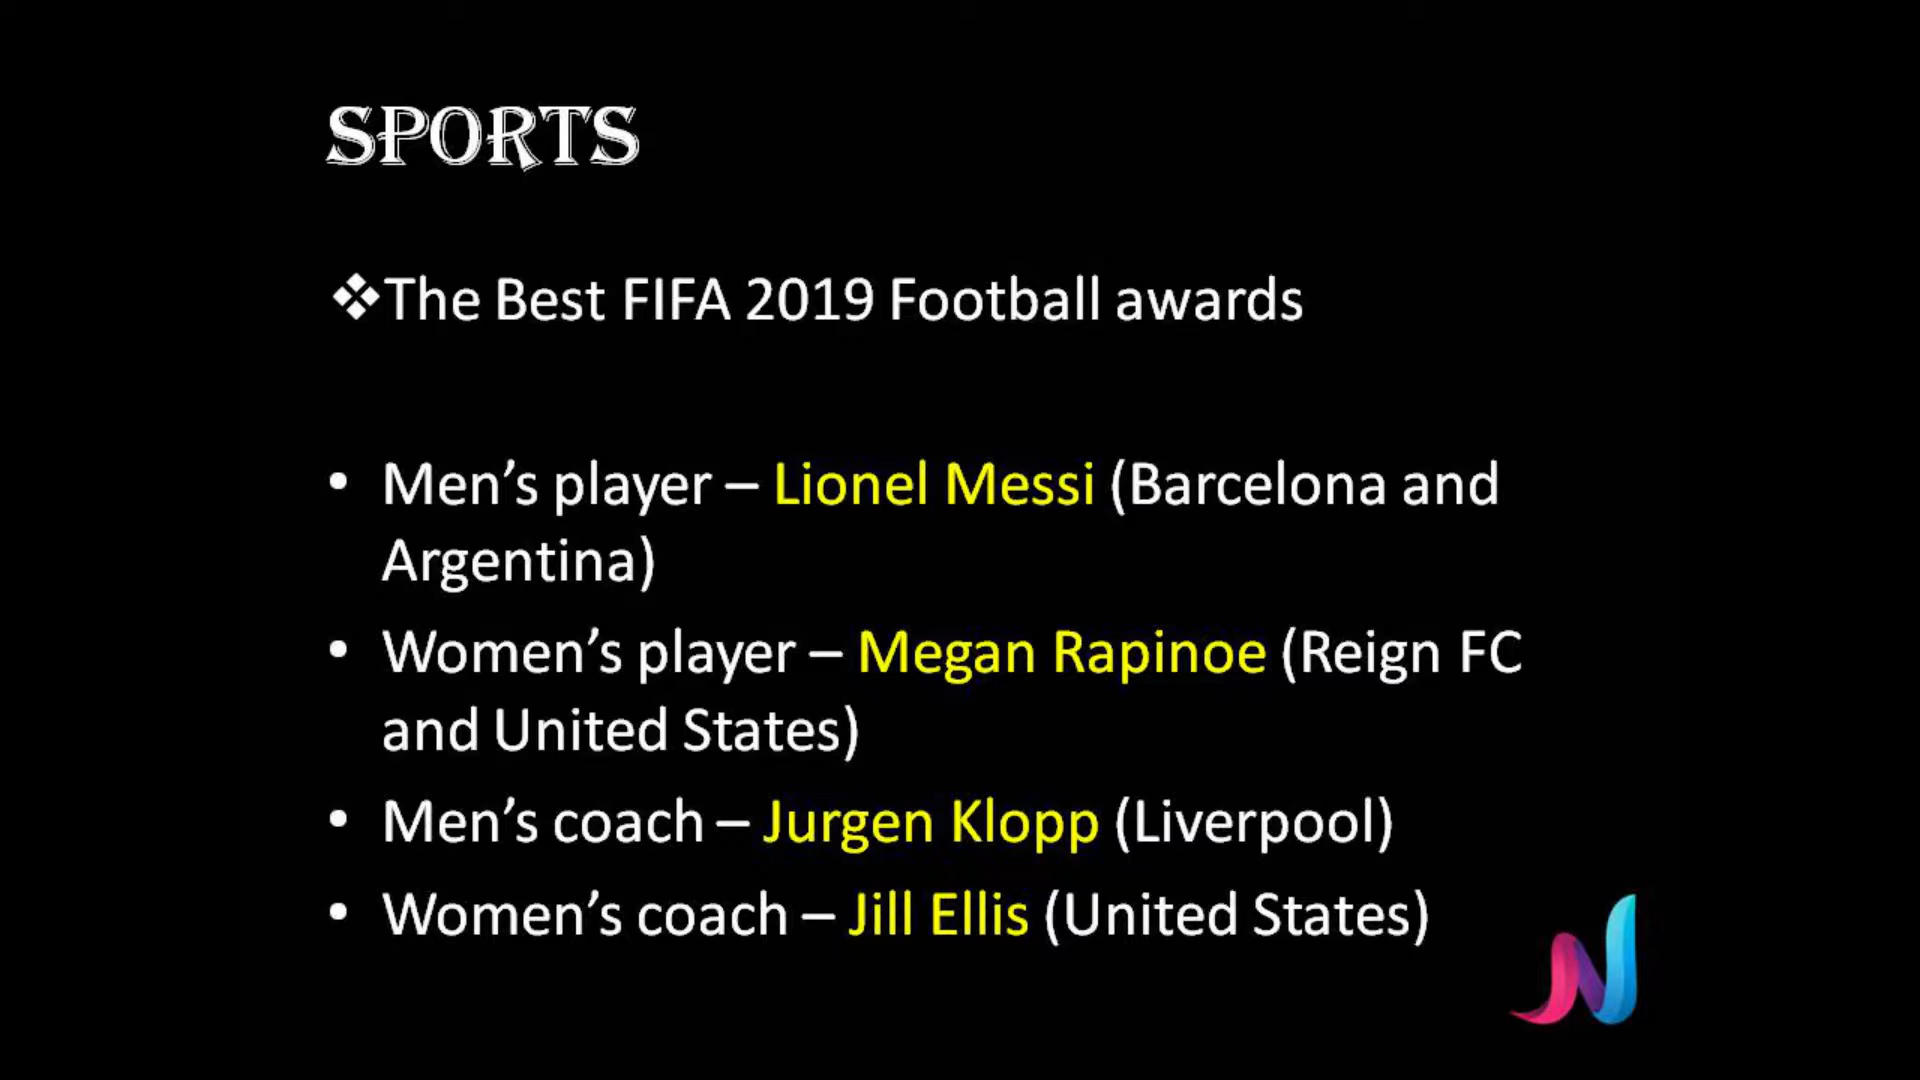 SPORTS
❖The Best FIFA 2019 Football awards
• Men’s player – Lionel Messi (Barcelona and
Argentina)
• Women’s player – Megan Rapinoe (Reign FC
and United States)
• Men’s coach – Jurgen Klopp (Liverpool)
• Women’s coach – Jill Ellis (United States)